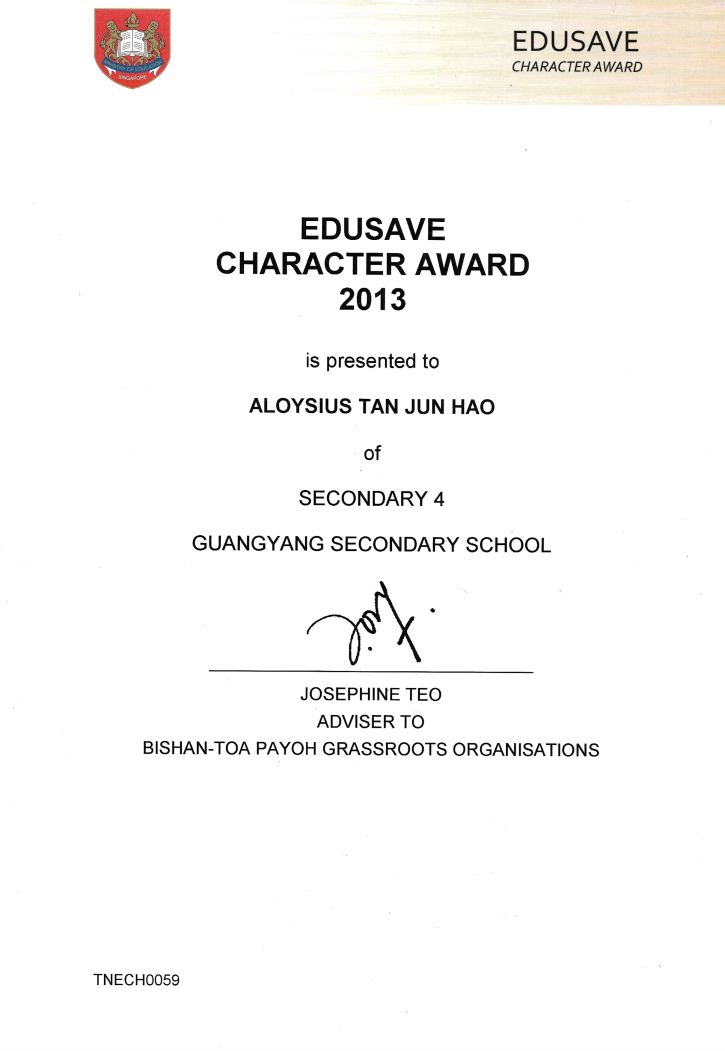 MINISTRY OF EDUCATION
SINGAPORE
EDUSAVE
CHARACTER AWARD
EDUSAVE
CHARACTER AWARD
2013
is presented to
ALOYSIUS TAN JUN HAO
of
SECONDARY 4
GUANGYANG SECONDARY SCHOOL
JOSEPHINE TEO
ADVISER TO
BISHAN-TOA PAYOH GRASSROOTS ORGANISATIONS
TNECH0059